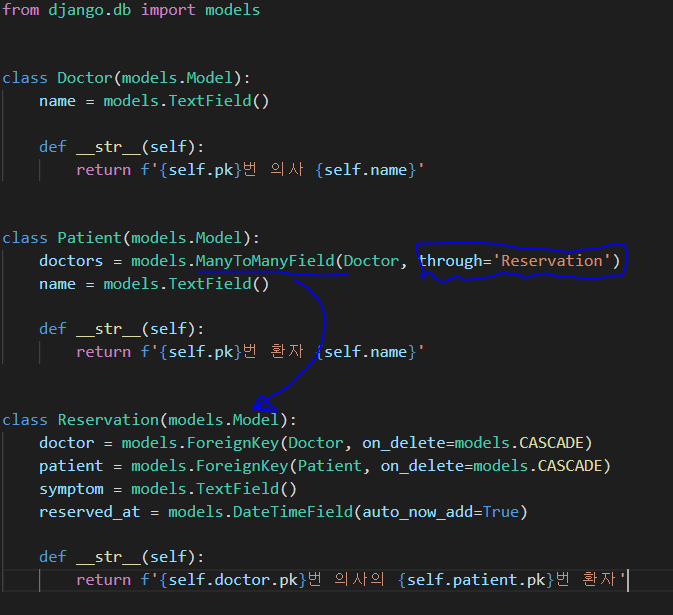 from django.db import models
class Doctor(models.Model):
name = models.TextField()
def __str__(self):
return f'{self.pk}번 의사 {self.name}'
class Patient(models.Model):
doctors = models.ManyToManyField(Doctor, through='Reservation')
name = models.TextField()
def __str__(self):
return f'{self.pk}번 환자 {self.name}'
class Reservation(models.Model):
doctor = models.ForeignKey(Doctor, on_delete=models.CASCADE)
patient = models.ForeignKey(Patient, on_delete=models.CASCADE)
symptom = models.TextField()
reserved_at = models.DateTimeField(auto_now_add=True)
def __str__(self):
return f'{self.doctor.pk}번 의사의 {self.patient.pk}번 환자'